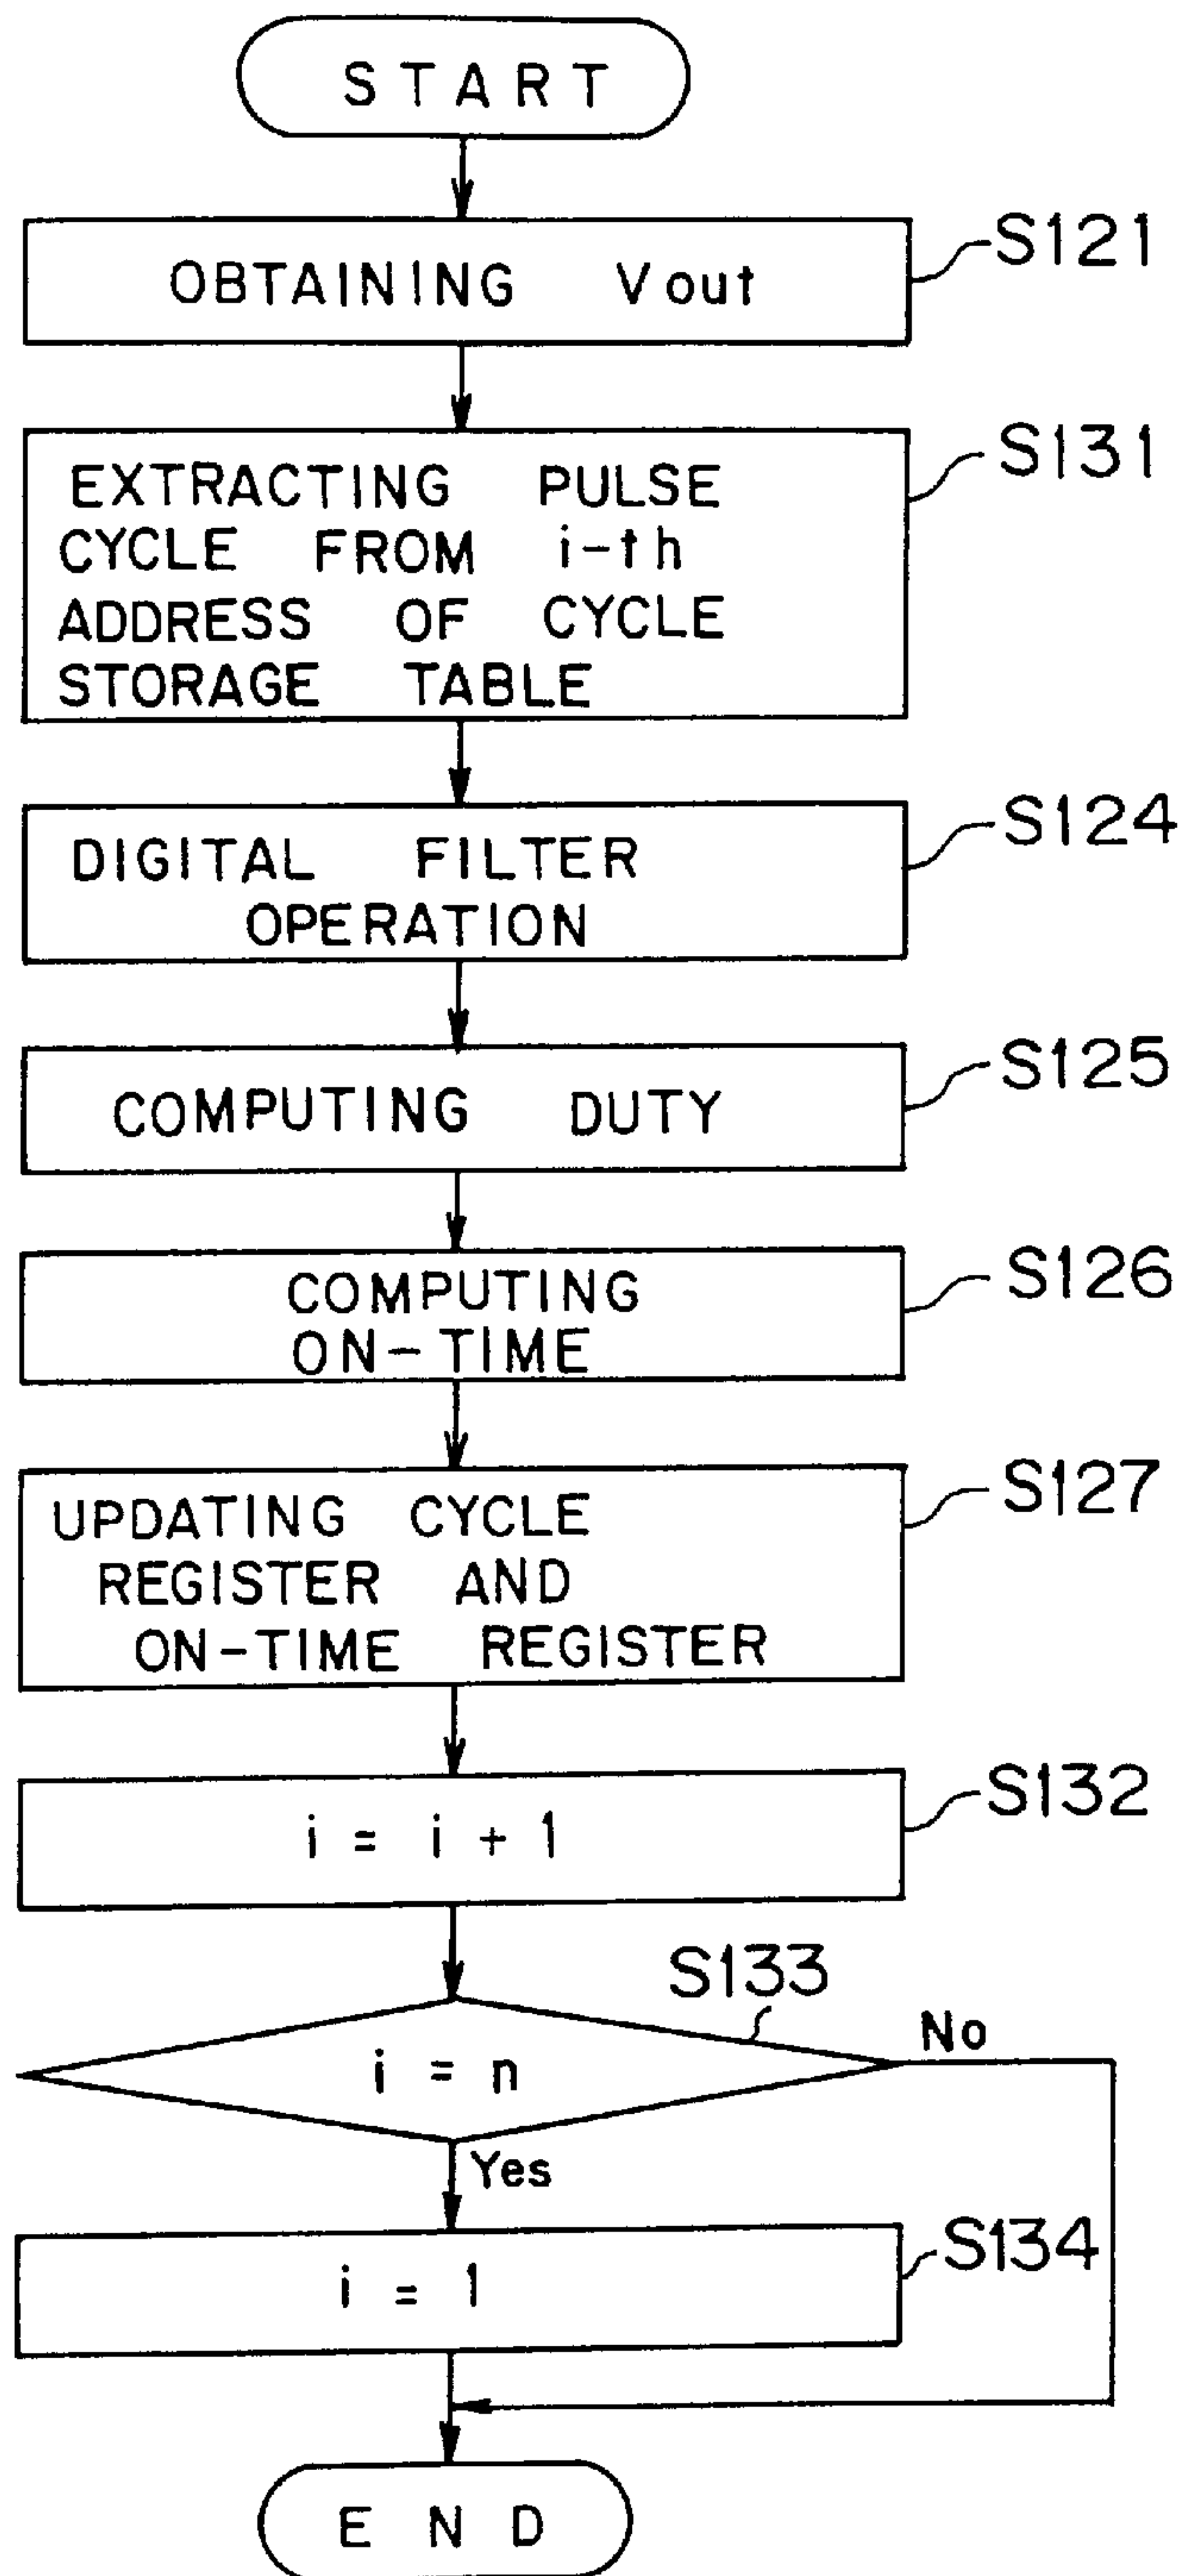 START
OBTAINING Vout
S121
EXTRACTING PULSE
CYCLE FROM i-th
ADDRESS OF CYCLE
STORAGE TABLE
S131
DIGITAL FILTER
OPERATION
S124
COMPUTING DUTY
S125
COMPUTING
ON-TIME
S126
UPDATING CYCLE
REGISTER AND
ON-TIME REGISTER
S127
i = i + 1
S132
S133
i = n
No
Yes
i = 1
S134
END